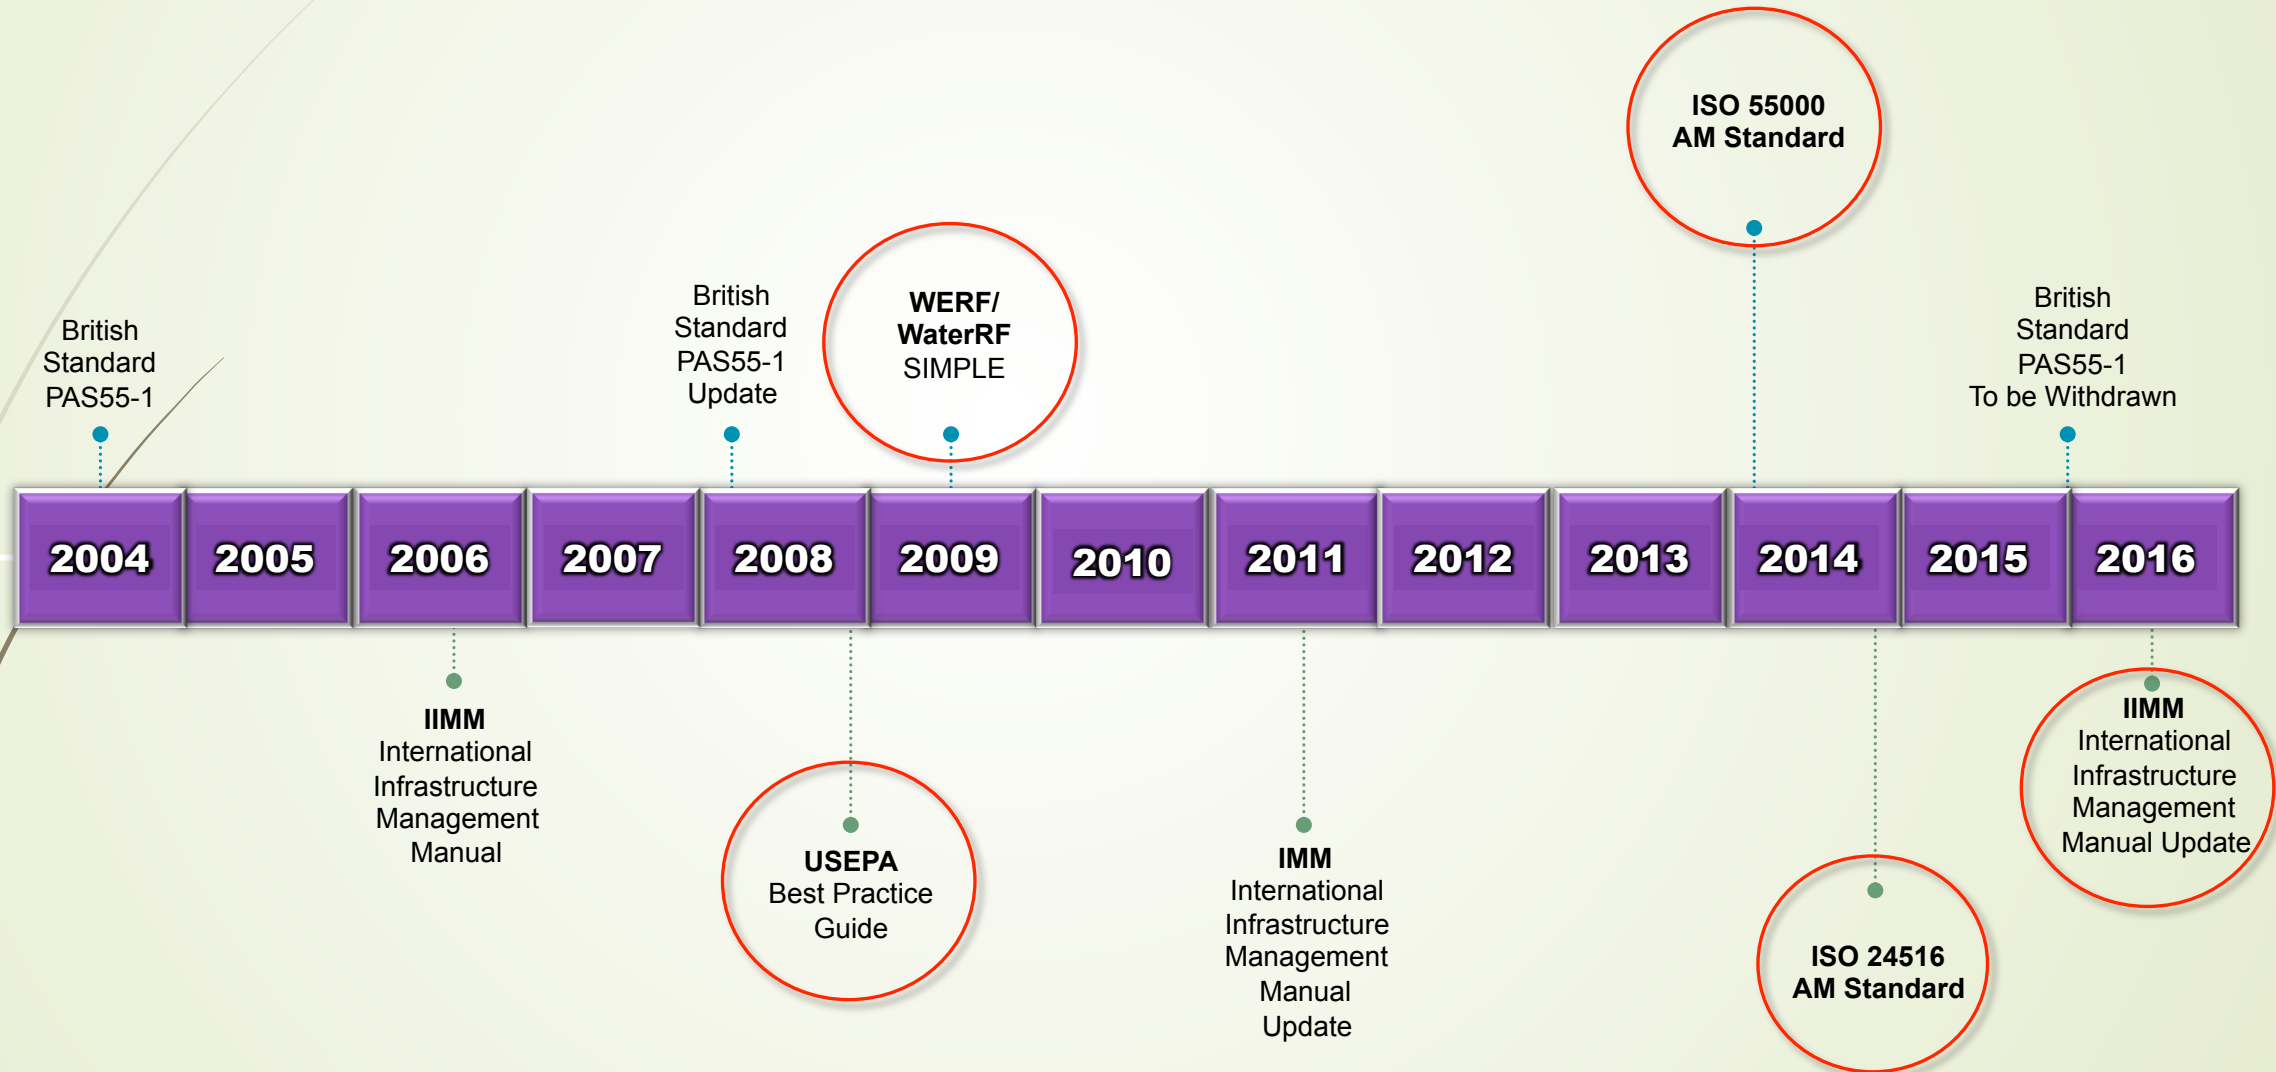 ISO 55000
AM Standard
British
Standard
PAS55-1
British
Standard
PAS55-1
Update
WERF/
WaterRF
SIMPLE
British
Standard
PAS55-1
To be Withdrawn
2004
2005
2006
2007
2008
2009
2010
2011
2012
2013
2014
2015
2016
IIMM
International
Infrastructure
Management
Manual
USEPA
Best Practice
Guide
IMM
International
Infrastructure
Management
Manual
Update
ISO 24516
AM Standard
IIMM
International
Infrastructure
Management
Manual Update